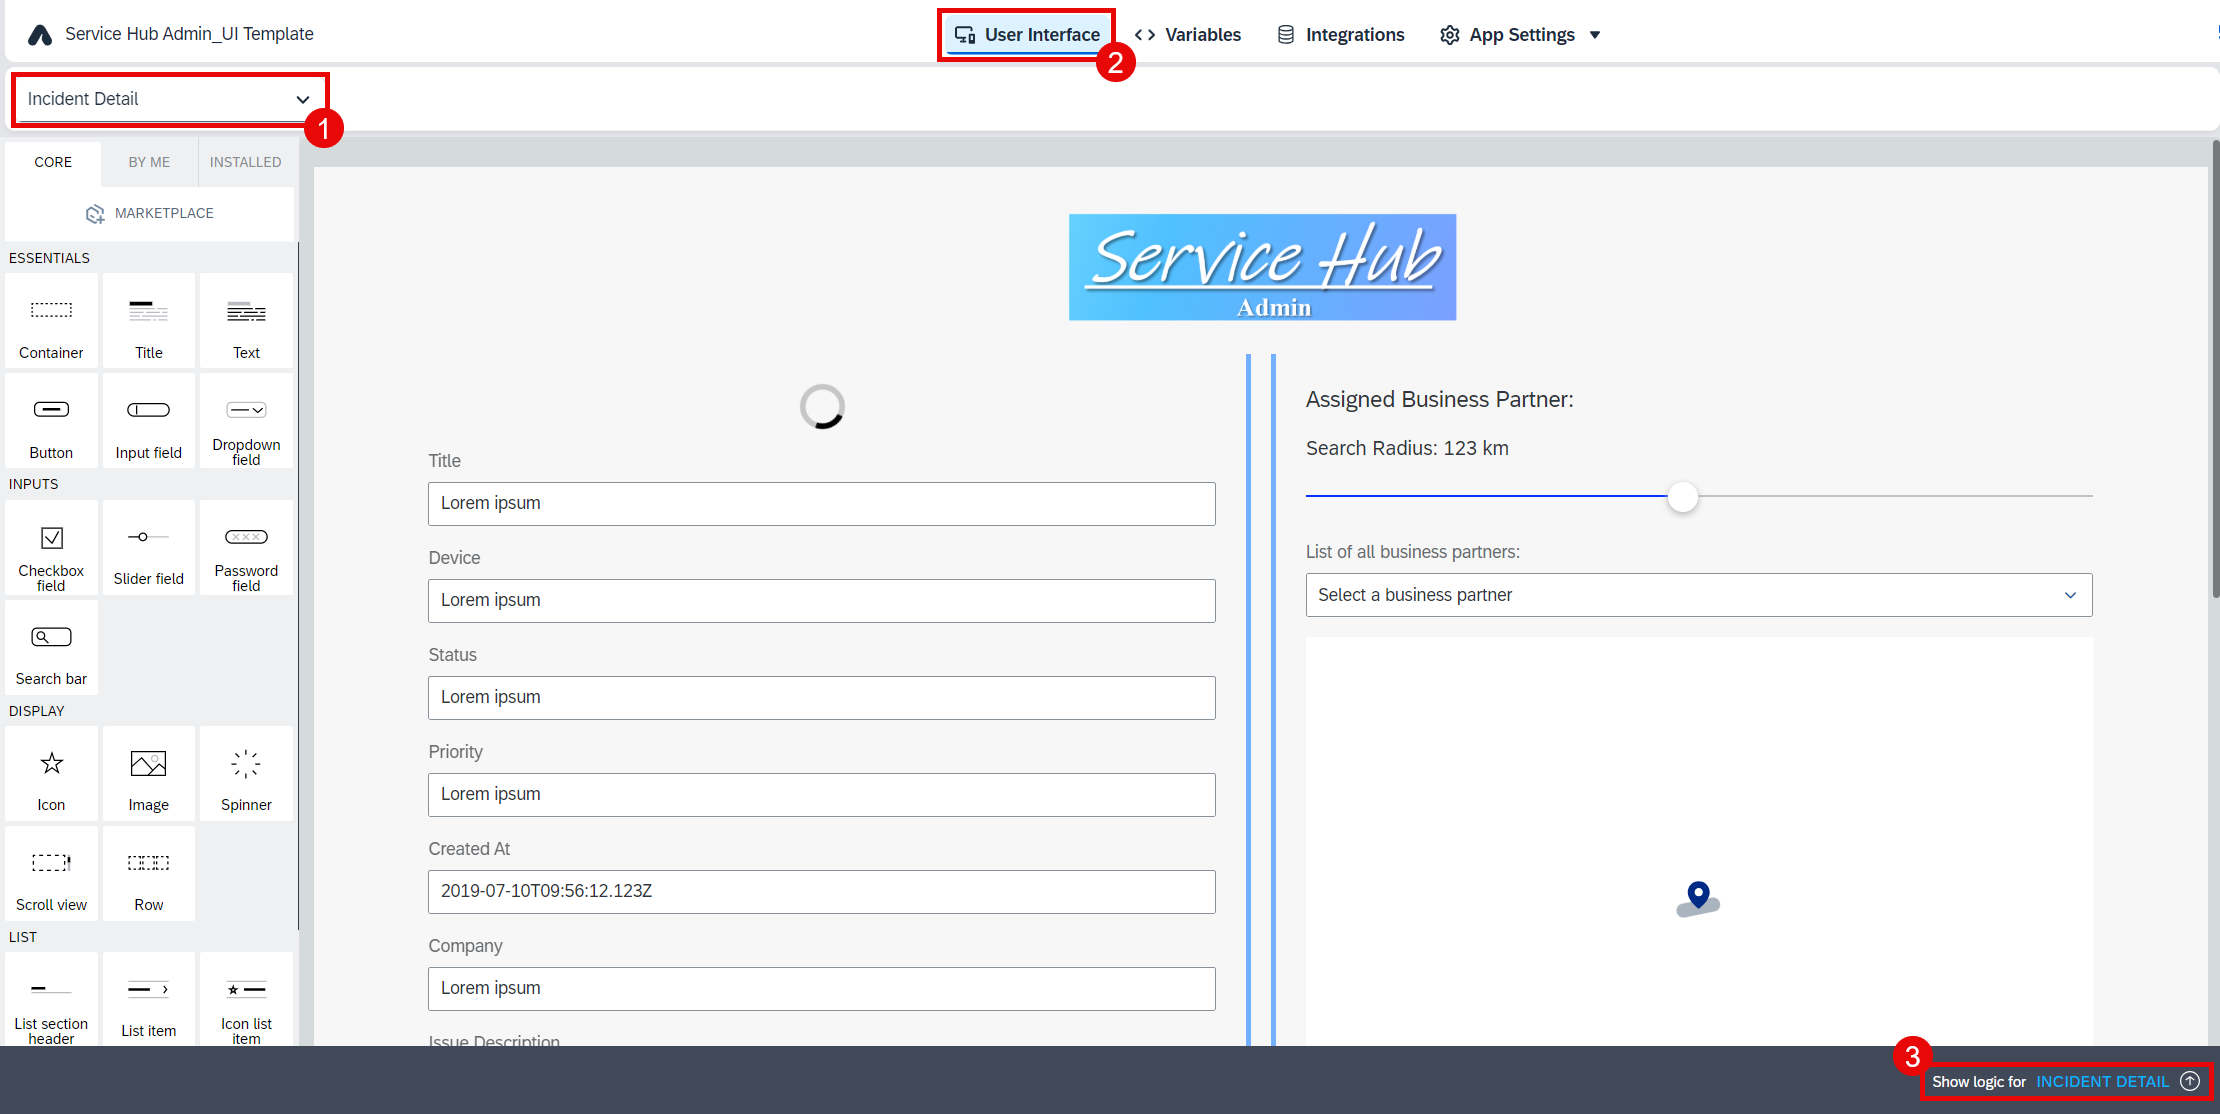 Service Hub Admin_UI Template
User Interface
Variables
Integrations
App Settings
2
Incident Detail
1
CORE
BY ME
INSTALLED
MARKETPLACE
ESSENTIALS
Container
Title
Text
Button
Input field
Dropdown
field
INPUTS
Checkbox
field
Slider field
Password
field
Search bar
DISPLAY
Icon
Image
Spinner
Scroll view
Row
LIST
List section
header
List item
Icon list
item
Service Hub
Admin
Title
Lorem ipsum
Device
Lorem ipsum
Status
Lorem ipsum
Priority
Lorem ipsum
Created At
2019-07-10T09:56:12.123Z
Company
Lorem ipsum
Issue Description
Assigned Business Partner:
Search Radius: 123 km
List of all business partners:
Select a business partner
3
Show logic for INCIDENT DETAIL